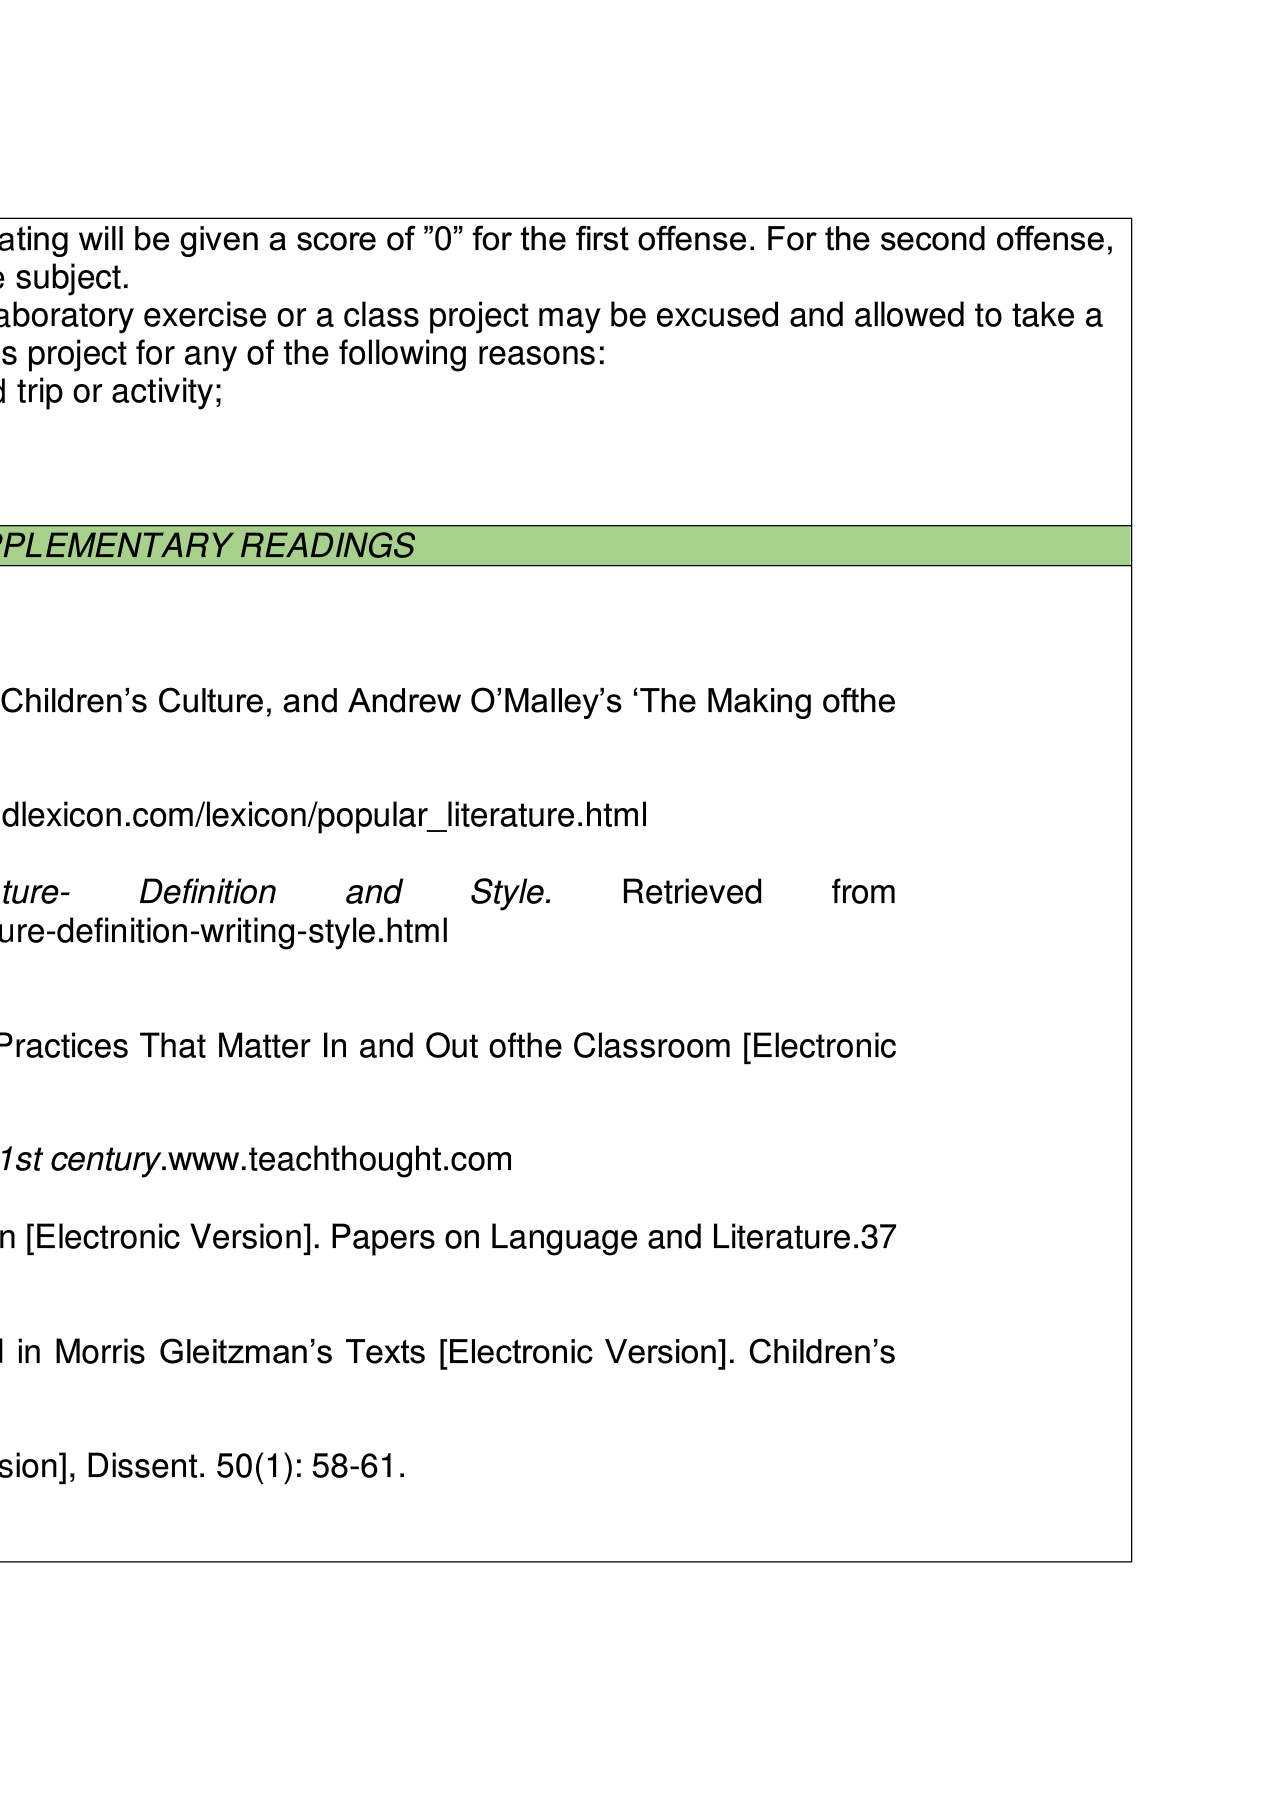 ating will be given a score of ”0” for the first offense. For the second offense,
e subject.
aboratory exercise or a class project may be excused and allowed to take a
s project for any of the following reasons:
d trip or activity;
PPLEMENTARY READINGS
Children’s Culture, and Andrew O’Malley’s ‘The Making ofthe
dlexicon.com/lexicon/popular_literature.html
ture- Definition and Style. Retrieved from
ure-definition-writing-style.html
Practices That Matter In and Out ofthe Classroom [Electronic
1st century.www.teachthought.com
n [Electronic Version]. Papers on Language and Literature.37
in Morris Gleitzman’s Texts [Electronic Version]. Children’s
sion], Dissent. 50(1): 58-61.